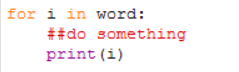 for i in word:
    ##do something
    print(i)